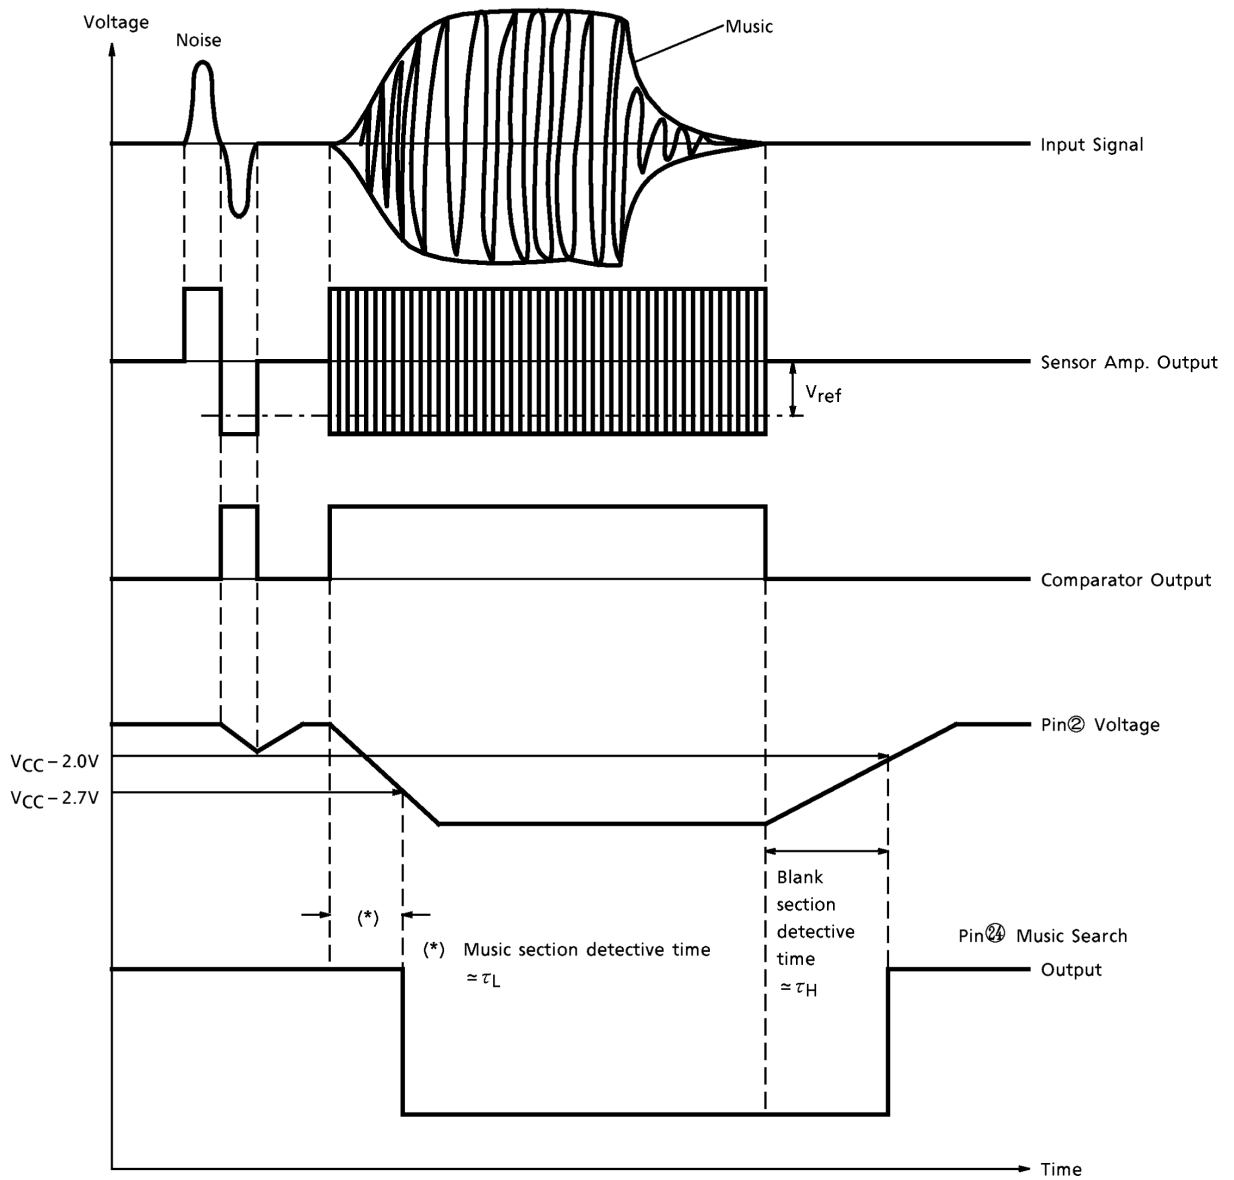 Voltage
Noise
Music
Input Signal
Sensor Amp. Output
Vref
Comparator Output
Pin② Voltage
VCC − 2.0V
VCC − 2.7V
Blank
section
detective
time
≃ τH
(*)
(*) Music section detective time
≃ τL
Pin㉔ Music Search
Output
Time